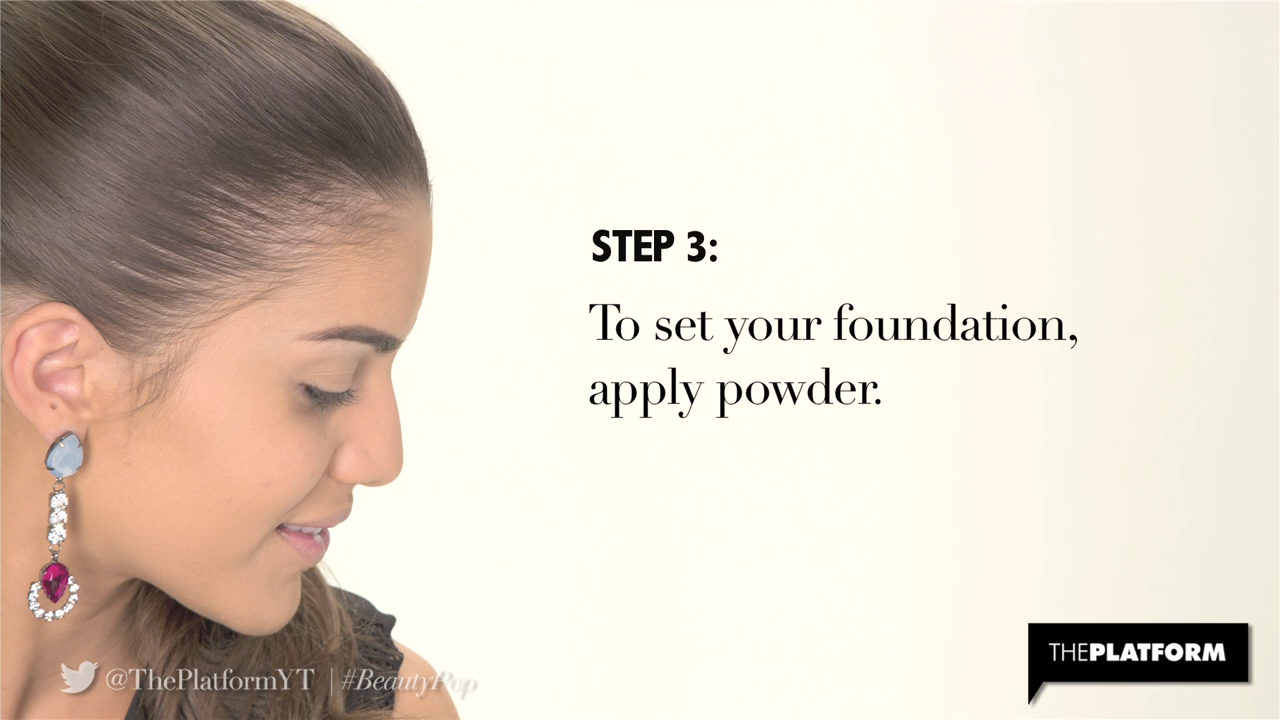 STEP 3:
To set your foundation,
apply powder.
THEPLATFORM
@ThePlatformYT | #BeautyPop